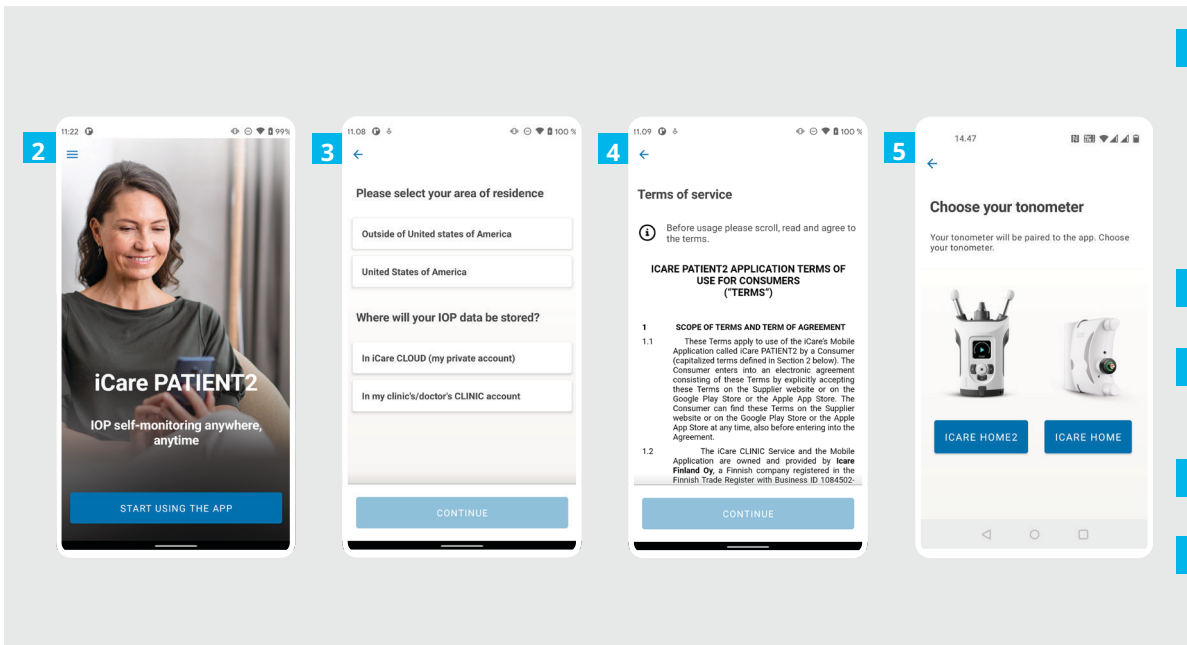 2
11:22
99%
iCare PATIENT2
IOP self-monitoring anywhere,
anytime
START USING THE APP
3
11.08
100 %
Please select your area of residence
Outside of United states of America
United States of America
Where will your IOP data be stored?
In iCare CLOUD (my private account)
In my clinic's/doctor's CLINIC account
CONTINUE
4
11.09
100 %
Terms of service
Before usage please scroll, read and agree to
the terms.
ICARE PATIENT2 APPLICATION TERMS OF
USE FOR CONSUMERS
("TERMS")
1 SCOPE OF TERMS AND TERM OF AGREEMENT
1.1 These Terms apply to use of the iCare's Mobile
Application called iCare PATIENT2 by a Consumer
(capitalized terms defined in Section 2 below). The
Consumer enters into an electronic agreement
consisting of these Terms by explicitly accepting
these Terms on the Supplier website or on the
Google Play Store or the Apple App Store. The
Consumer can find these Terms on the Supplier
website or on the Google Play Store or the Apple
App Store at any time, also before entering into the
Agreement.
1.2 The iCare CLINIC Service and the Mobile
Application are owned and provided by Icare
Finland Oy, a Finnish company registered in the
Finnish Trade Register with Business ID 1084502-
CONTINUE
5
14.47
Choose your tonometer
Your tonometer will be paired to the app. Choose
your tonometer.
ICARE HOME2
ICARE HOME